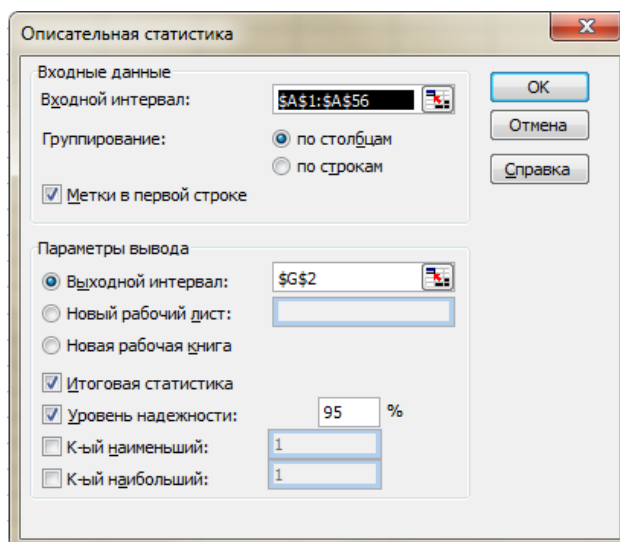 Описательная статистика
Входные данные
Входной интервал: $A$1:$A$56
Группирование: по столбцам
по строкам
Метки в первой строке
OK
Отмена
Справка
Параметры вывода
Выходной интервал: $G$2
Новый рабочий лист:
Новая рабочая книга
Итоговая статистика
Уровень надежности: 95 %
К-ый наименьший: 1
К-ый наибольший: 1